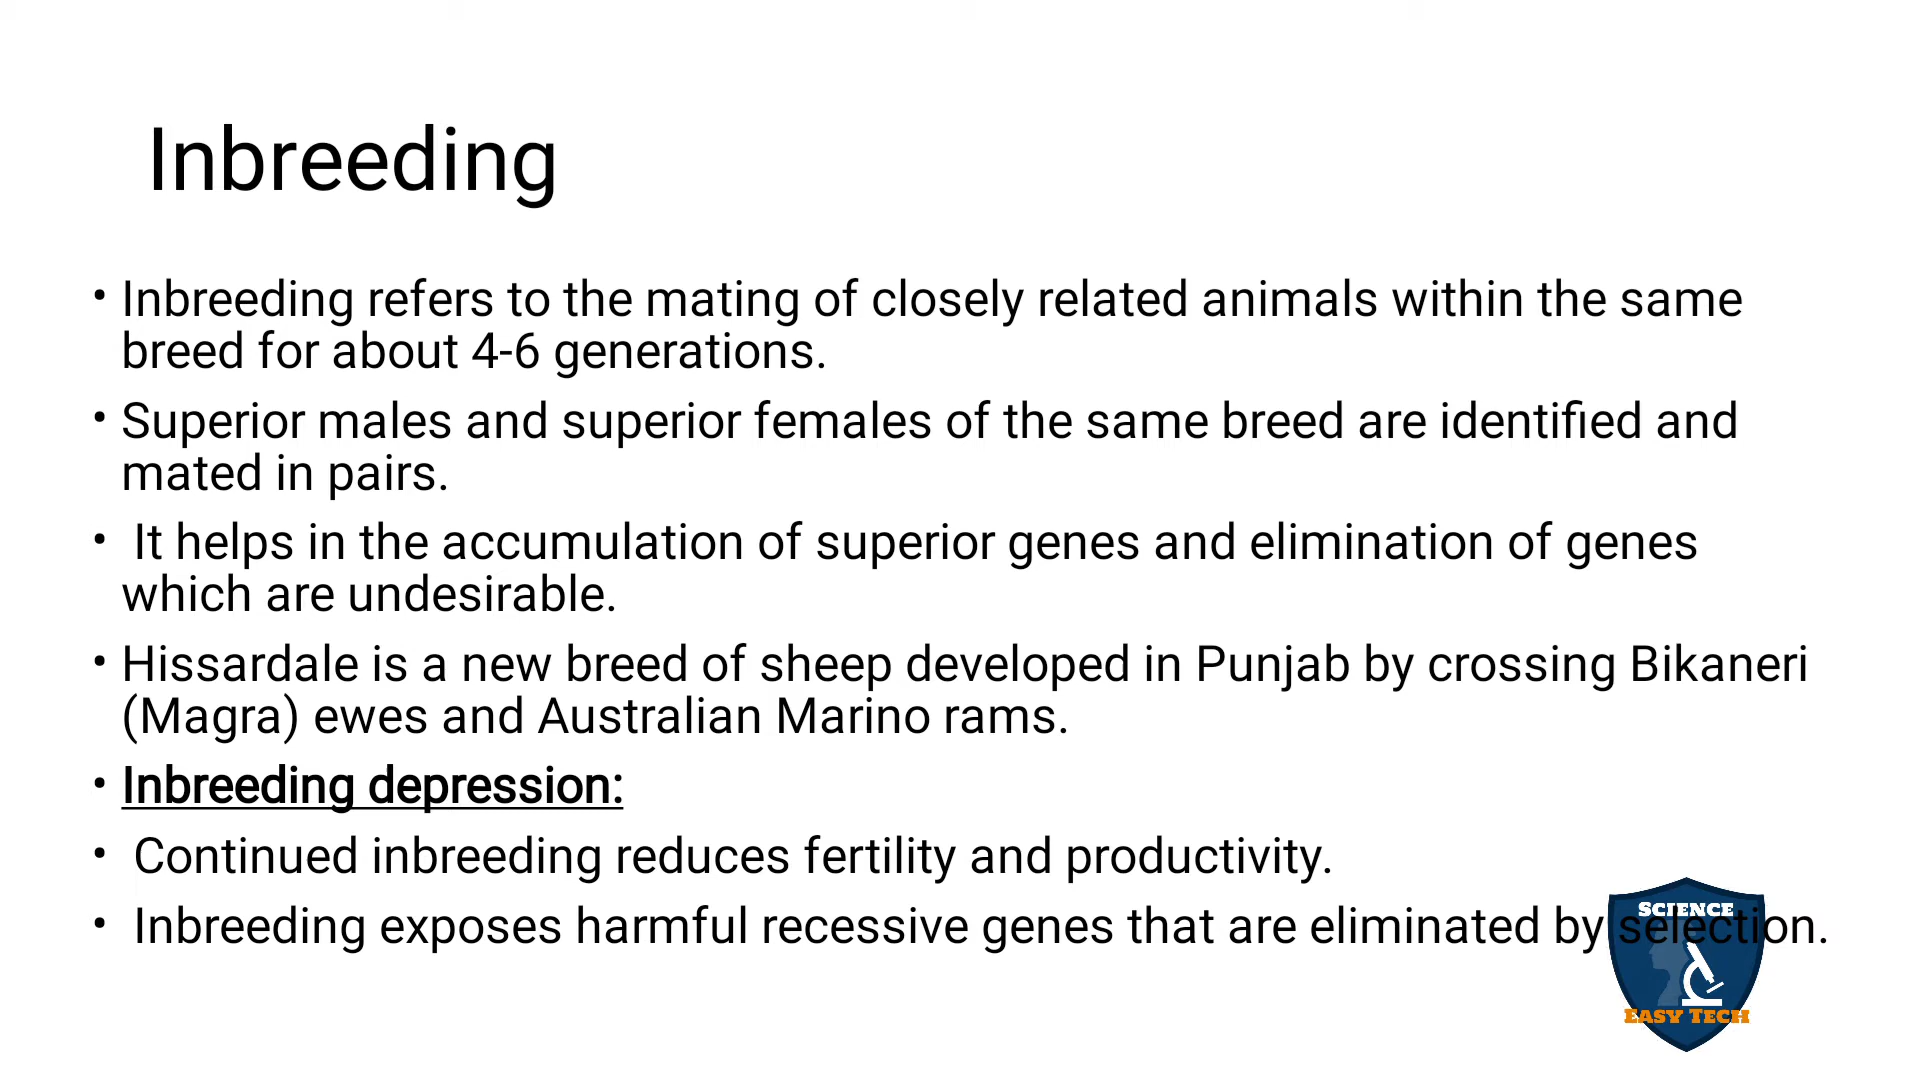 Inbreeding
• Inbreeding refers to the mating of closely related animals within the same
breed for about 4-6 generations.
• Superior males and superior females of the same breed are identified and
mated in pairs.
• It helps in the accumulation of superior genes and elimination of genes
which are undesirable.
• Hissardale is a new breed of sheep developed in Punjab by crossing Bikaneri
(Magra) ewes and Australian Marino rams.
• Inbreeding depression:
• Continued inbreeding reduces fertility and productivity.
• Inbreeding exposes harmful recessive genes that are eliminated by selection.
SCIENCE
EASY TECH